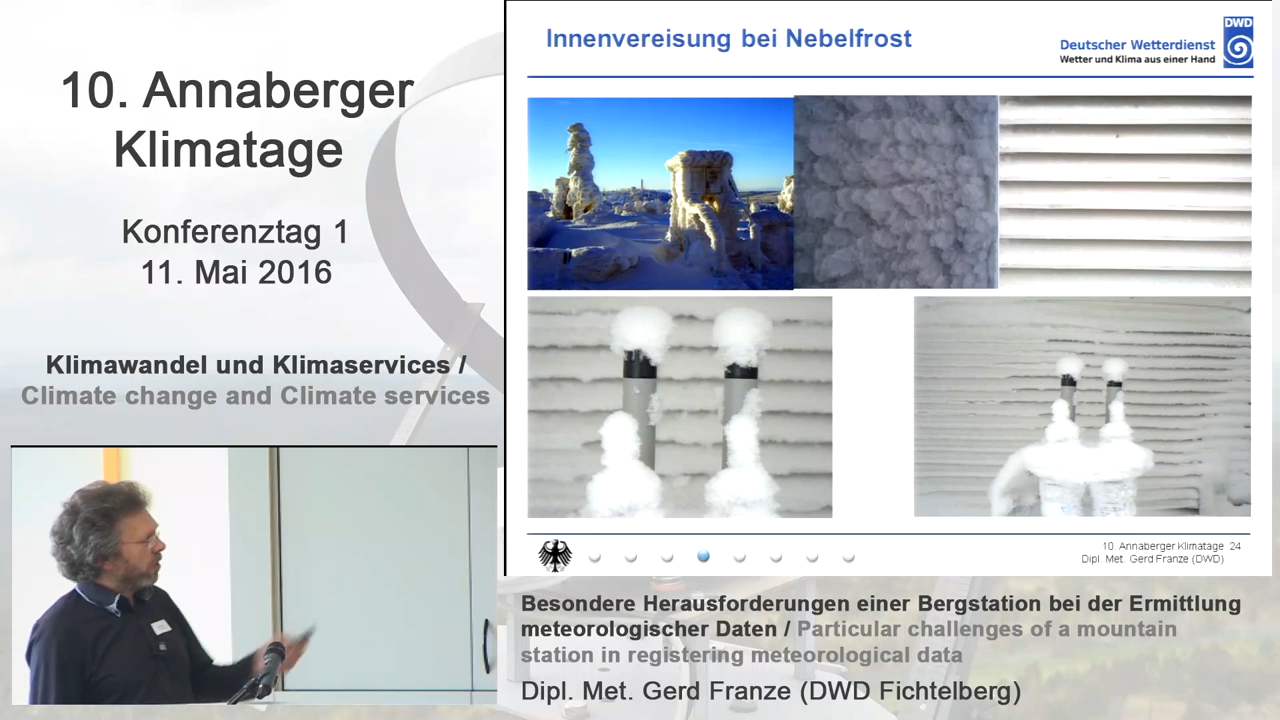 10. Annaberger
Klimatage
Konferenztag 1
11. Mai 2016
Klimawandel und Klimaservices /
Climate change and Climate services
Innenvereisung bei Nebelfrost
DWD
Deutscher Wetterdienst
Wetter und Klima aus einer Hand
10. Annaberger Klimatage 24
Dipl. Met. Gerd Franze (DWD)
Besondere Herausforderungen einer Bergstation bei der Ermittlung
meteorologischer Daten / Particular challenges of a mountain
station in registering meteorological data
Dipl. Met. Gerd Franze (DWD Fichtelberg)